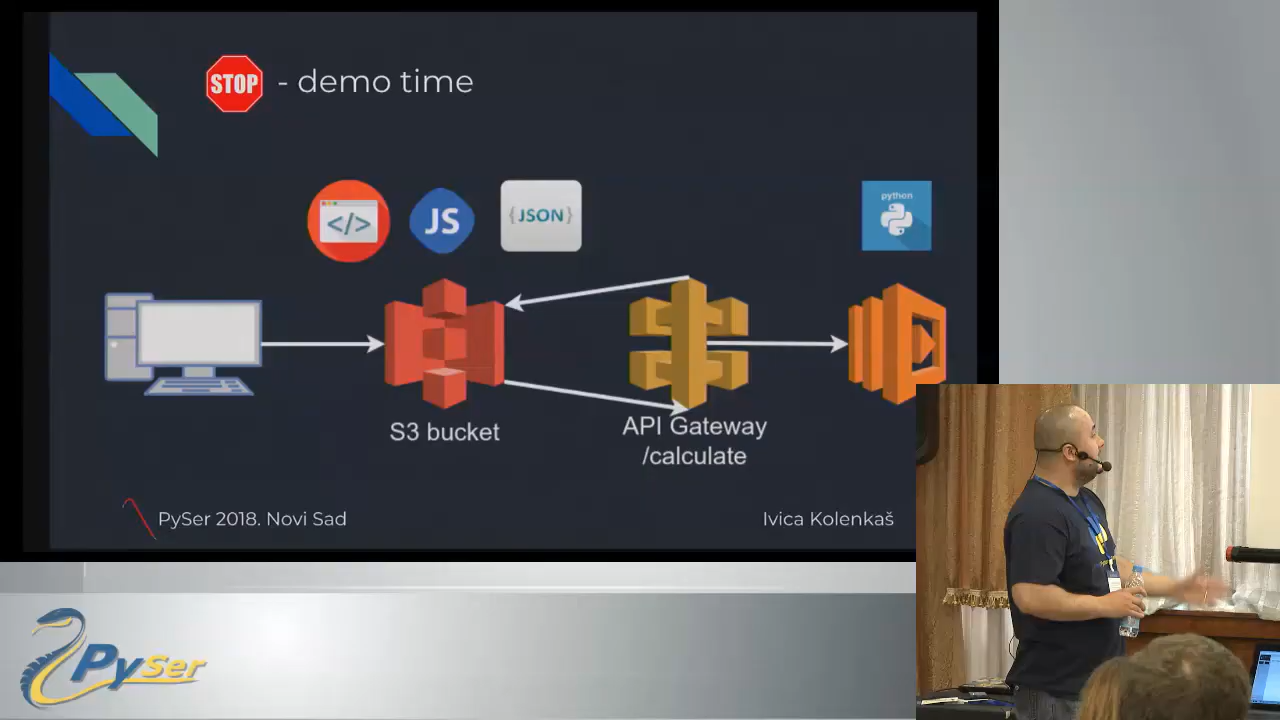 STOP - demo time
</>
JS
{JSON}
python
S3 bucket
API Gateway
/calculate
PySer 2018. Novi Sad
Ivica Kolenkaš
PySer